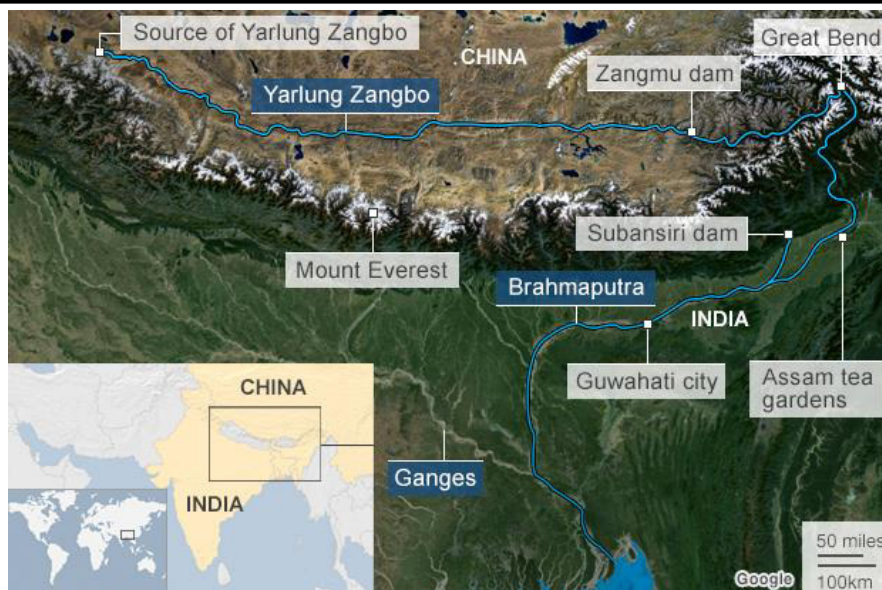 Source of Yarlung Zangbo
CHINA
Great Bend
Zangmu dam
Yarlung Zangbo
Subansiri dam
Mount Everest
Brahmaputra
INDIA
Guwahati city
Assam tea
gardens
CHINA
INDIA
Ganges
50 miles
Google
100km